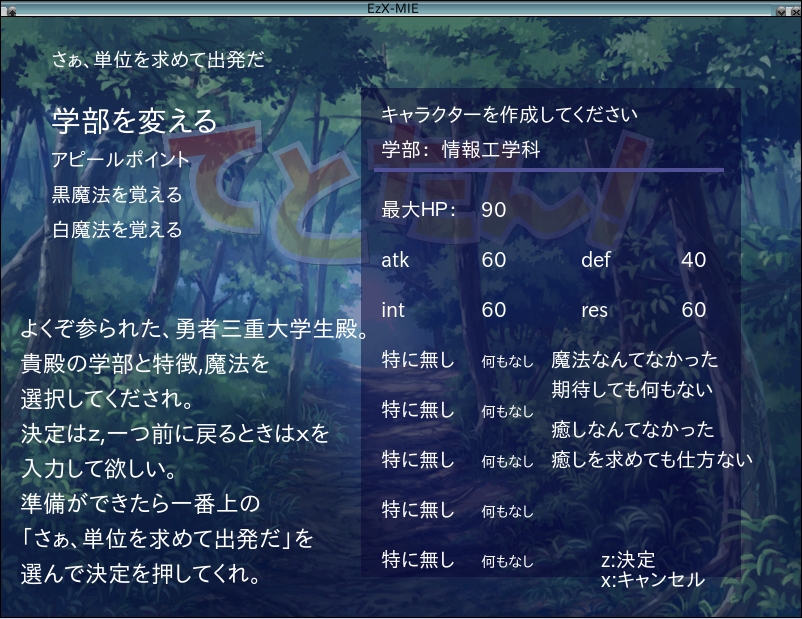 EzX-MIE
さぁ、単位を求めて出発だ
学部を変える
アピールポイント
黒魔法を覚える
白魔法を覚える
てとたん!
よくぞ参られた、勇者三重大学生殿。
貴殿の学部と特徴,魔法を
選択してくだされ。
決定はz,一つ前に戻るときはxを
入力して欲しい。
準備ができたら一番上の
「さぁ、単位を求めて出発だ」を
選んで決定を押してくれ。
キャラクターを作成してください
学部: 情報工学科
最大HP: 90
atk 60 def 40
int 60 res 60
特に無し 何もなし 魔法なんてなかった
期待しても何もない
特に無し 何もなし
癒しなんてなかった
特に無し 何もなし 癒しを求めても仕方ない
特に無し 何もなし
特に無し 何もなし
z:決定
x:キャンセル